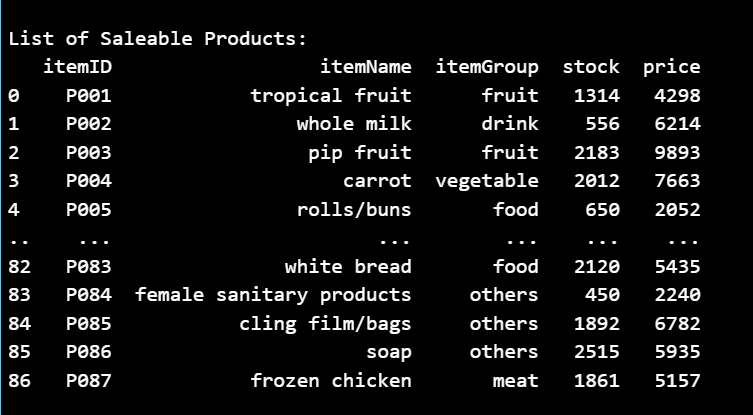 List of Saleable Products:
itemID itemName itemGroup stock price
0 P001 tropical fruit fruit 1314 4298
1 P002 whole milk drink 556 6214
2 P003 pip fruit fruit 2183 9893
3 P004 carrot vegetable 2012 7663
4 P005 rolls/buns food 650 2052
.. ... ... ... ... ...
82 P083 white bread food 2120 5435
83 P084 female sanitary products others 450 2240
84 P085 cling film/bags others 1892 6782
85 P086 soap others 2515 5935
86 P087 frozen chicken meat 1861 5157